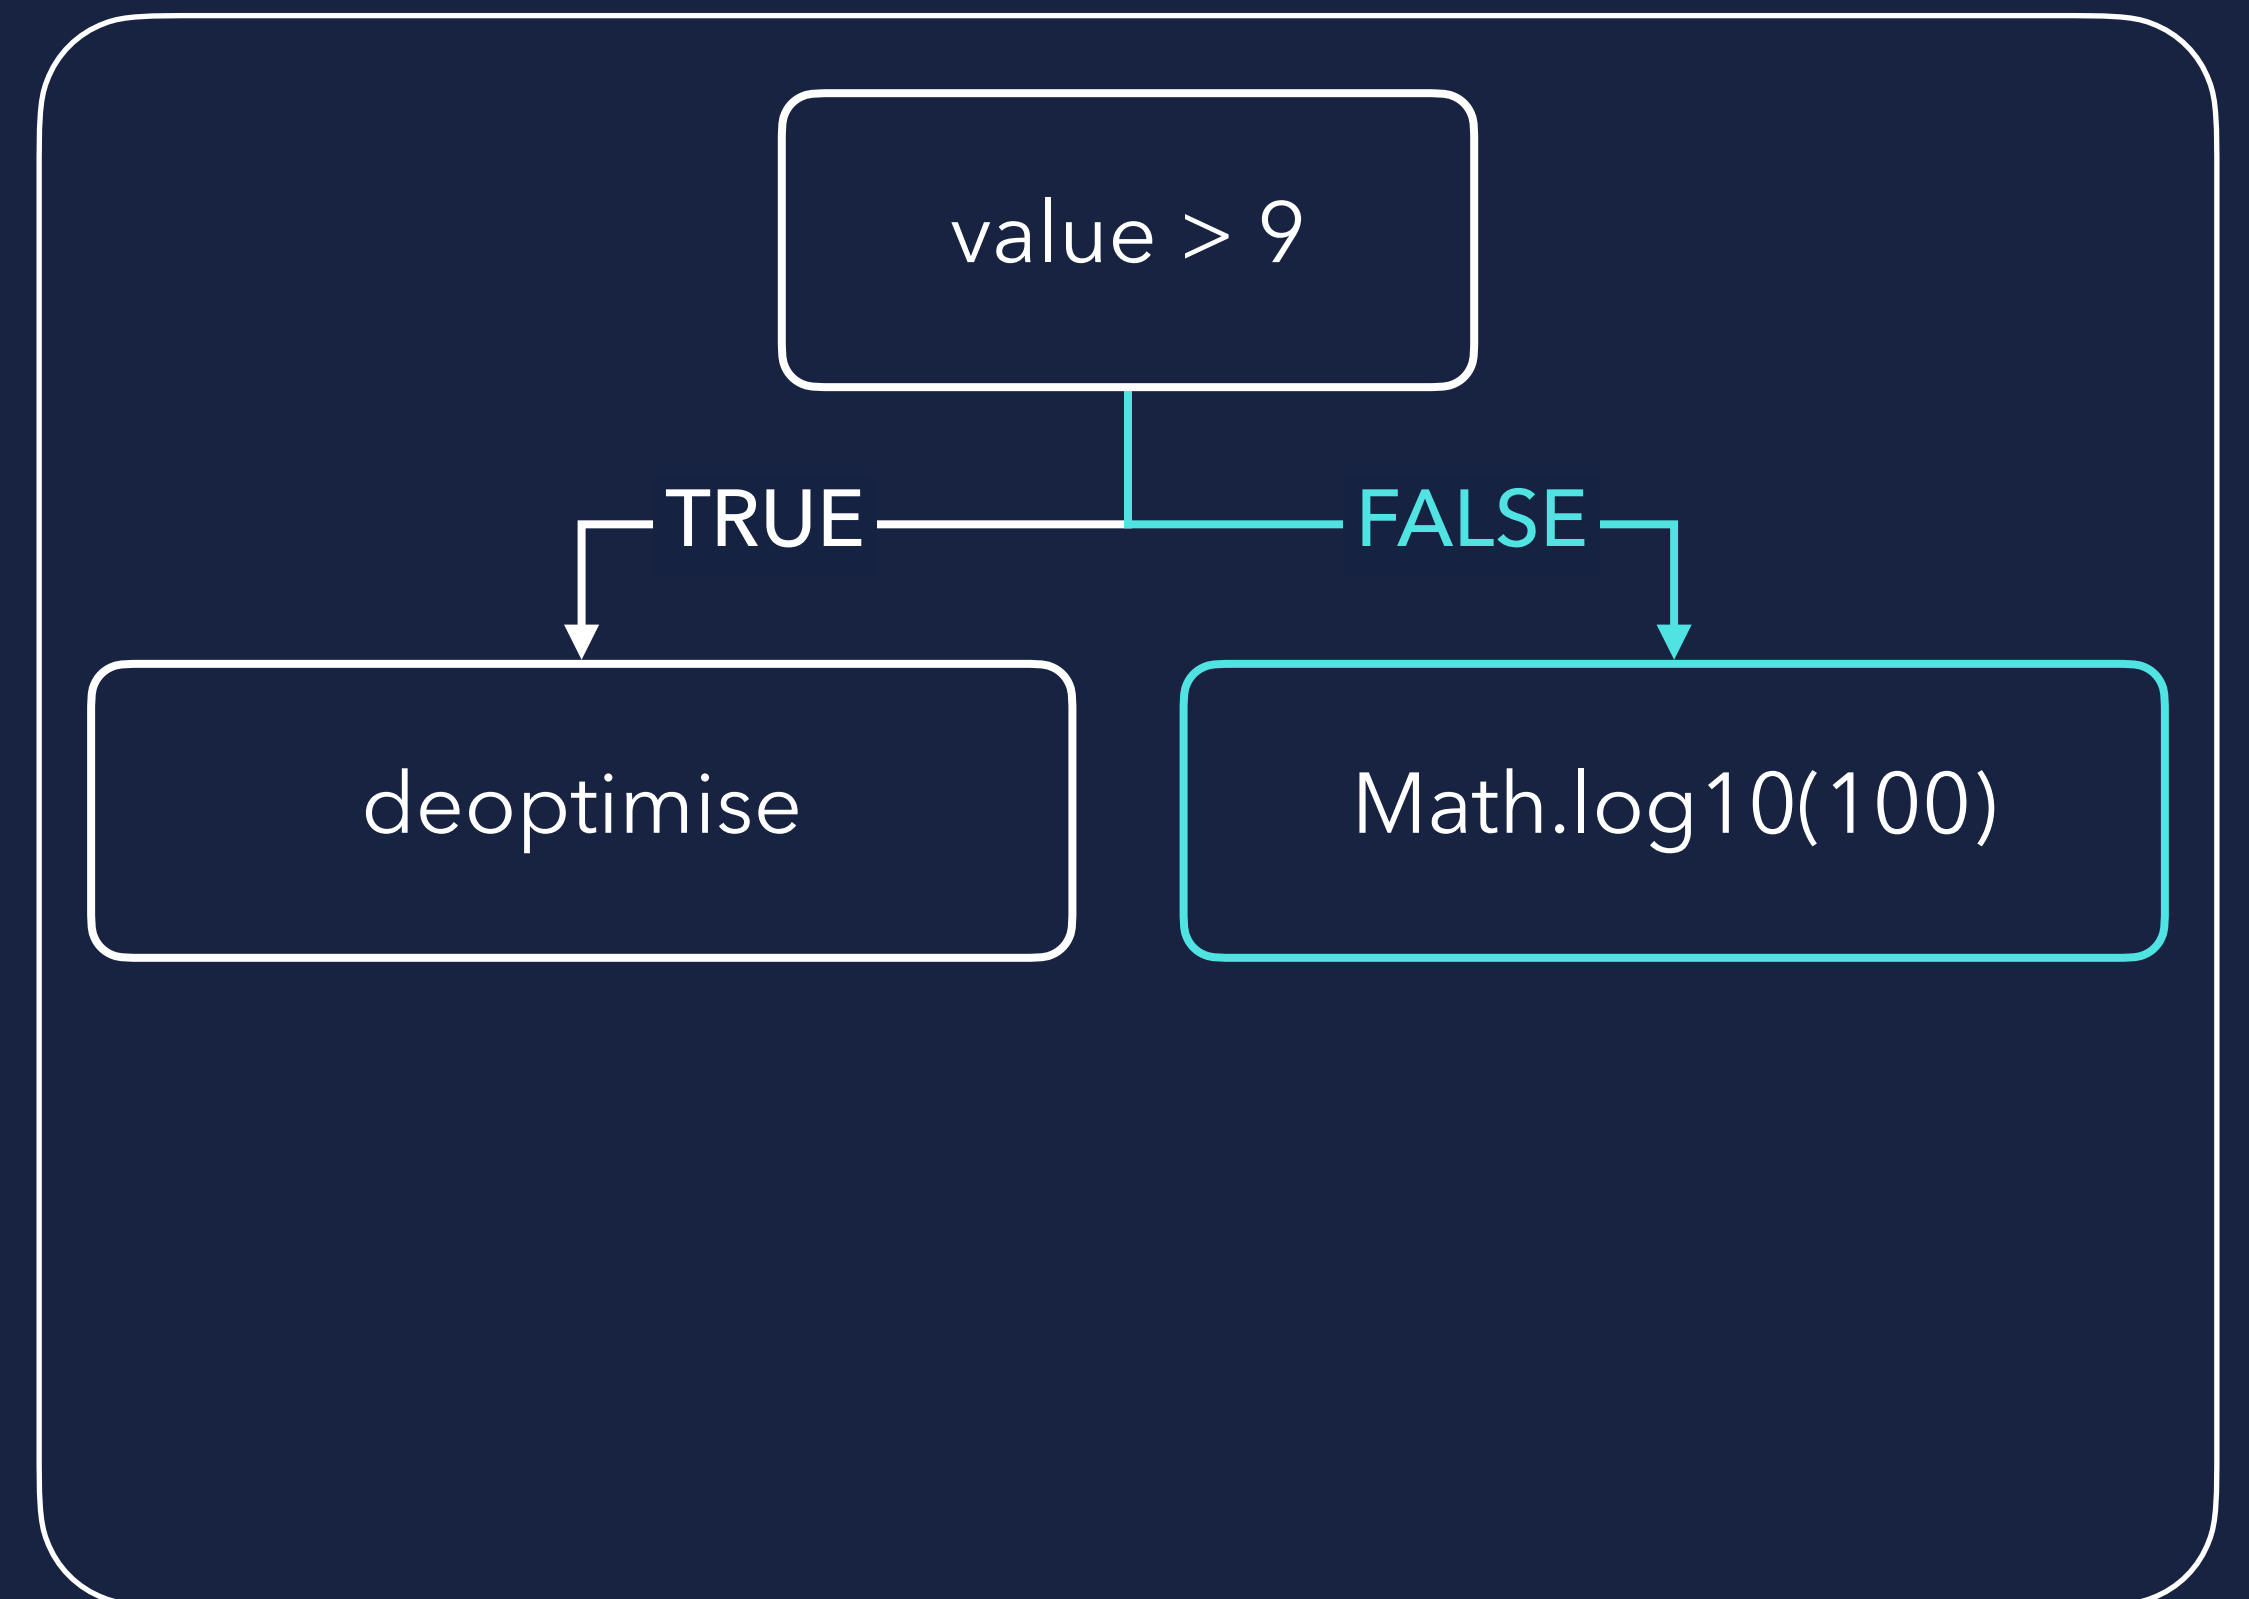 value > 9
TRUE
FALSE
deoptimise
Math.log10(100)